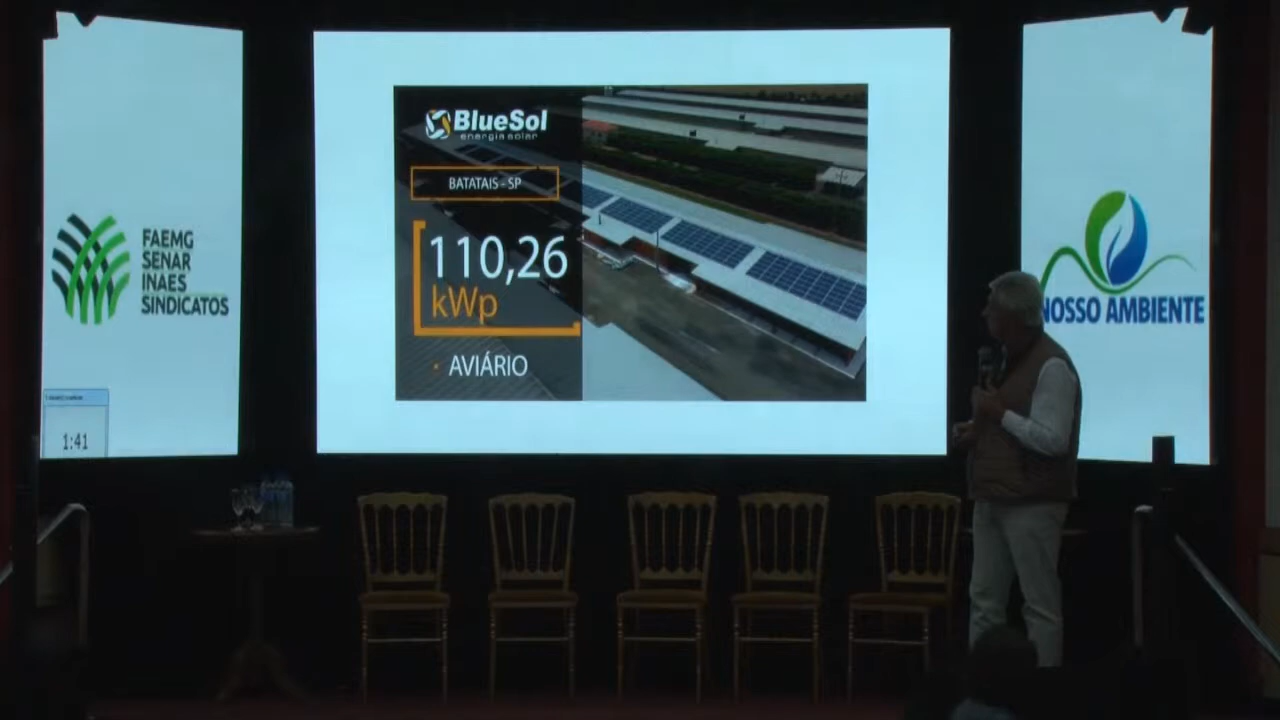 FAEMG
SENAR
INAES
SINDICATOS
1:41
BlueSol
energia solar
BATATAIS - SP
110,26
kWp
• AVIÁRIO
NOSSO AMBIENTE